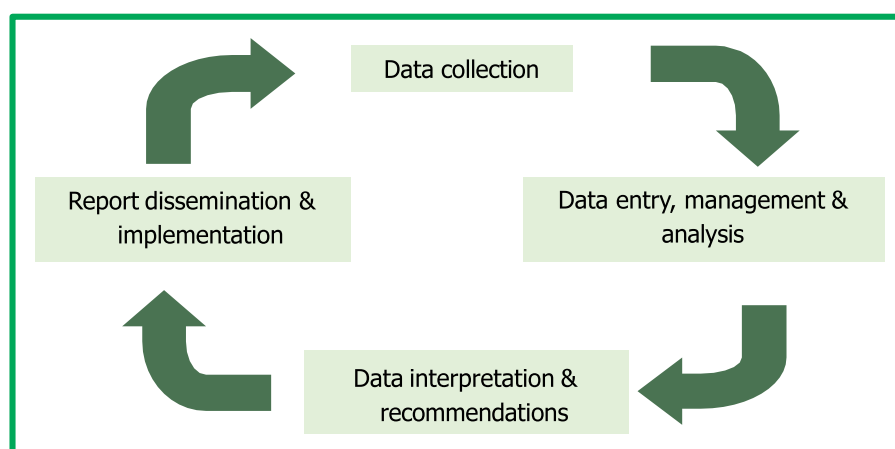 Data collection
Data entry, management &
analysis
Data interpretation &
recommendations
Report dissemination &
implementation